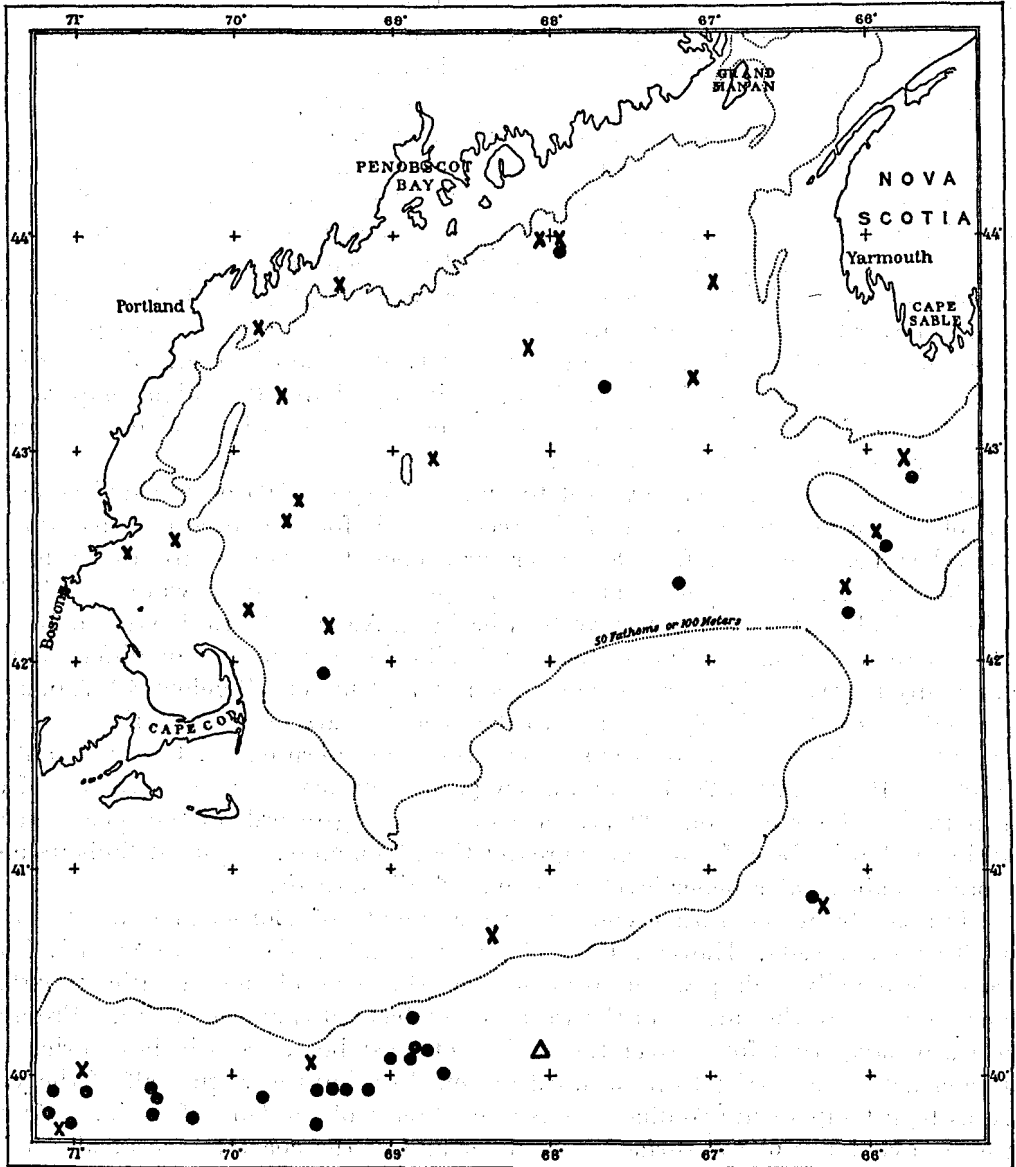 71° 70° 69° 68° 67° 66°
GRAND
MANAN
PENOBSCOT
BAY
NOVA
SCOTIA
44° 44°
Yarmouth
Portland
CAPE
SABLE
43° 43°
Boston
50 Fathoms or 100 Meters
42° 42°
CAPE COD
41° 41°
40° 40°
71° 70° 69° 68° 67° 66°